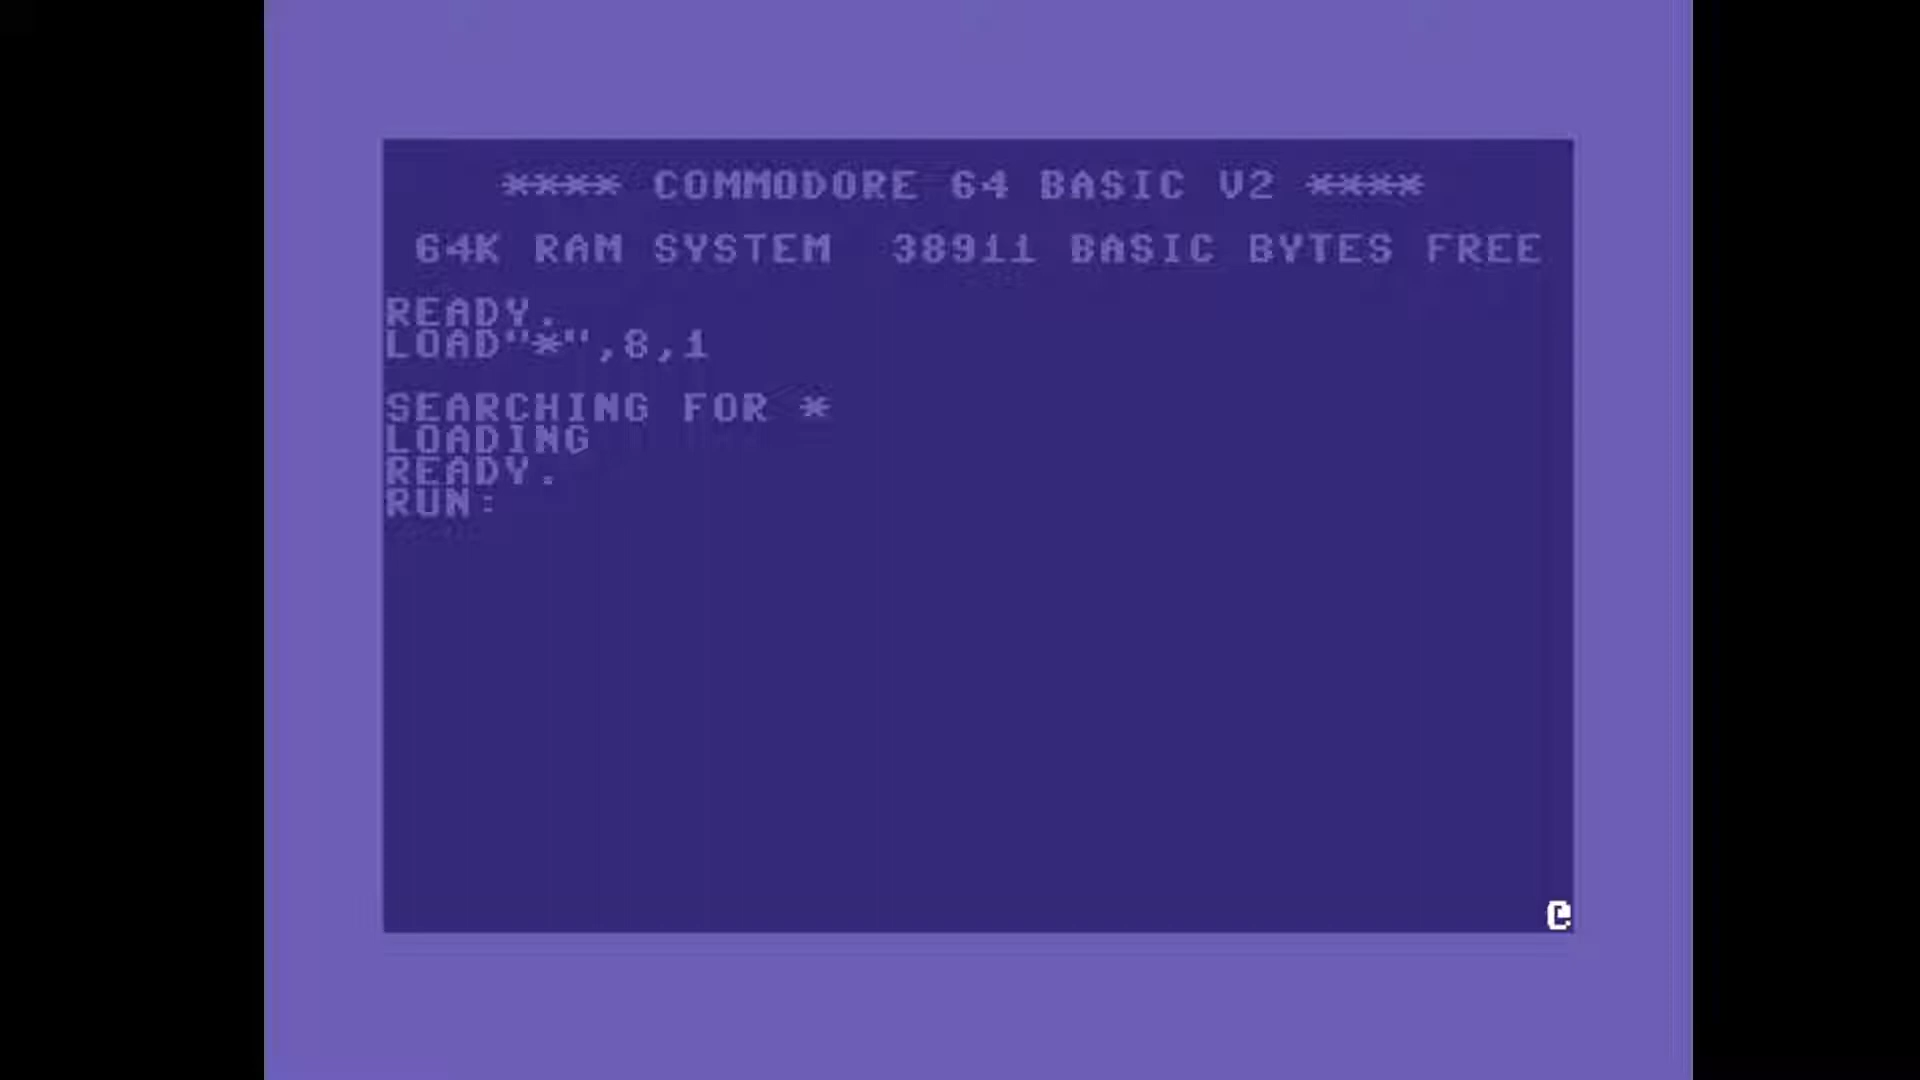 **** COMMODORE 64 BASIC V2 ****
64K RAM SYSTEM  38911 BASIC BYTES FREE
READY.
LOAD"*",8,1
SEARCHING FOR *
LOADING
READY.
RUN:
@